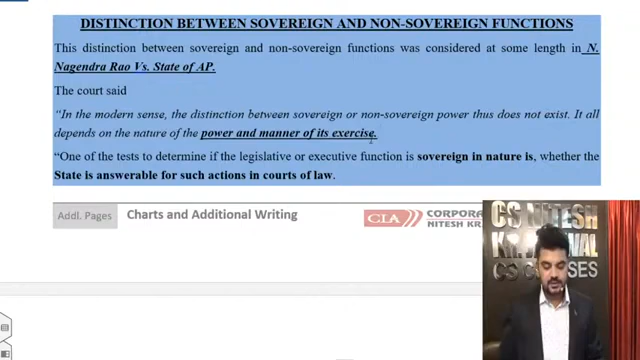 DISTINCTION BETWEEN SOVEREIGN AND NON-SOVEREIGN FUNCTIONS
This distinction between sovereign and non-sovereign functions was considered at some length in N.
Nagendra Rao Vs. State of AP.
The court said
"In the modern sense, the distinction between sovereign or non-sovereign power thus does not exist. It all
depends on the nature of the power and manner of its exercise.
"One of the tests to determine if the legislative or executive function is sovereign in nature is, whether the
State is answerable for such actions in courts of law.
Addl. Pages
Charts and Additional Writing
CIA
NITESH KR
CS NITESH
KR
CS C SES